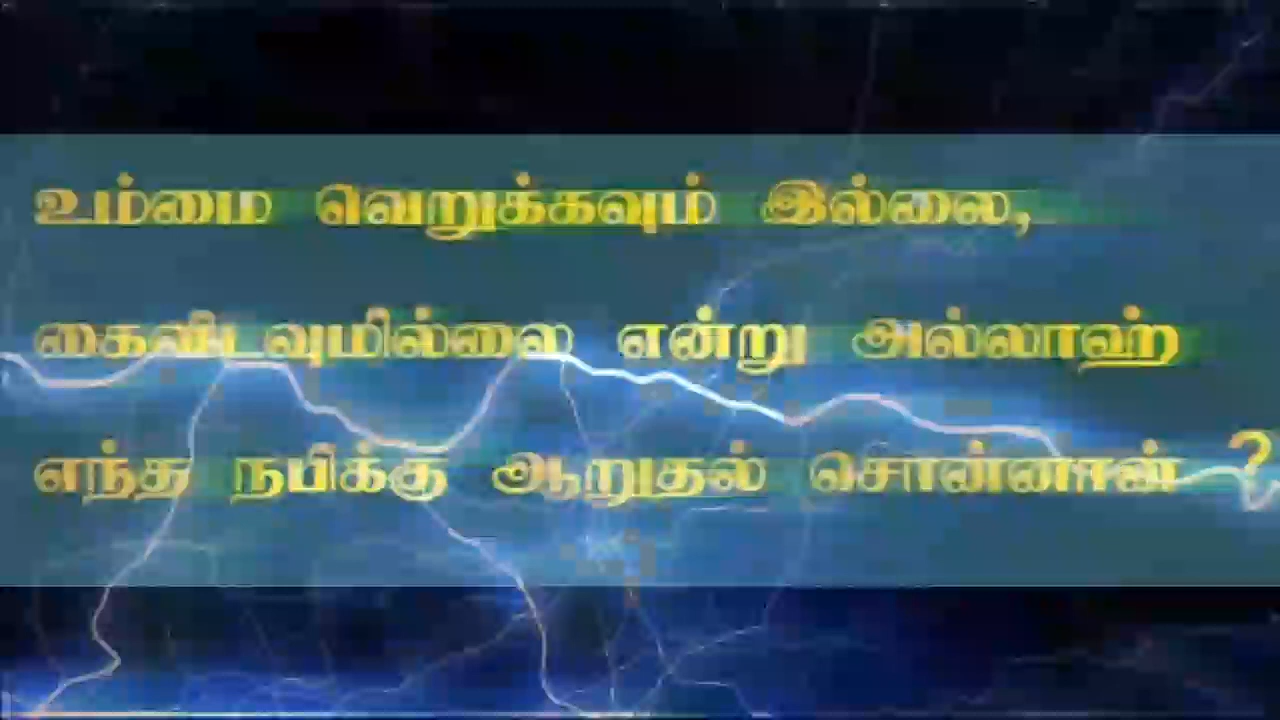 உம்மை வெறுக்கவும் இல்லை,
கைவிடவுமில்லை என்று அல்லாஹ்
எந்த நபிக்கு ஆறுதல் சொன்னான் ?